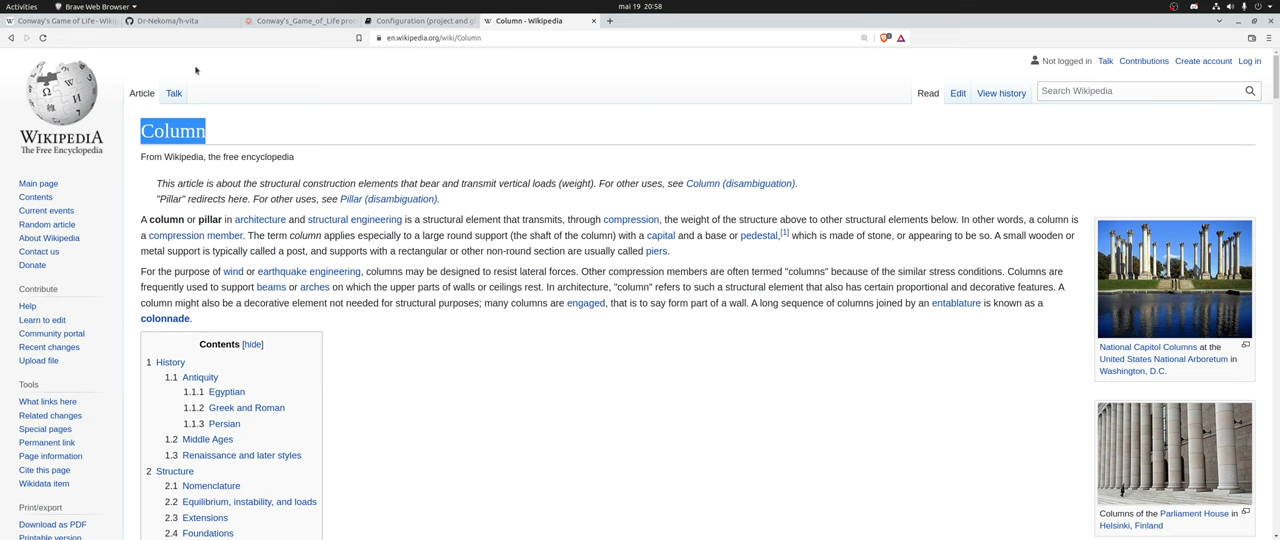 Activities Brave Web Browser mai 19 20:58
Conway's Game of Life - Wiki Dr-Nekoma/h-vita Conway's_Game_of_Life pro Configuration (project and g Column - Wikipedia
en.wikipedia.org/wiki/Column
Not logged in Talk Contributions Create account Log in
Article Talk Read Edit View history Search Wikipedia
WIKIPEDIA
The Free Encyclopedia
Main page
Contents
Current events
Random article
About Wikipedia
Contact us
Donate
Contribute
Help
Learn to edit
Community portal
Recent changes
Upload file
Tools
What links here
Related changes
Special pages
Permanent link
Page information
Cite this page
Wikidata item
Print/export
Download as PDF
Printable version
Column
From Wikipedia, the free encyclopedia
This article is about the structural construction elements that bear and transmit vertical loads (weight). For other uses, see Column (disambiguation).
"Pillar" redirects here. For other uses, see Pillar (disambiguation).
A column or pillar in architecture and structural engineering is a structural element that transmits, through compression, the weight of the structure above to other structural elements below. In other words, a column is
a compression member. The term column applies especially to a large round support (the shaft of the column) with a capital and a base or pedestal,[1] which is made of stone, or appearing to be so. A small wooden or
metal support is typically called a post, and supports with a rectangular or other non-round section are usually called piers.
For the purpose of wind or earthquake engineering, columns may be designed to resist lateral forces. Other compression members are often termed "columns" because of the similar stress conditions. Columns are
frequently used to support beams or arches on which the upper parts of walls or ceilings rest. In architecture, "column" refers to such a structural element that also has certain proportional and decorative features. A
column might also be a decorative element not needed for structural purposes; many columns are engaged, that is to say form part of a wall. A long sequence of columns joined by an entablature is known as a
colonnade.
Contents [hide]
1 History
1.1 Antiquity
1.1.1 Egyptian
1.1.2 Greek and Roman
1.1.3 Persian
1.2 Middle Ages
1.3 Renaissance and later styles
2 Structure
2.1 Nomenclature
2.2 Equilibrium, instability, and loads
2.3 Extensions
2.4 Foundations
National Capitol Columns at the
United States National Arboretum in
Washington, D.C.
Columns of the Parliament House in
Helsinki, Finland